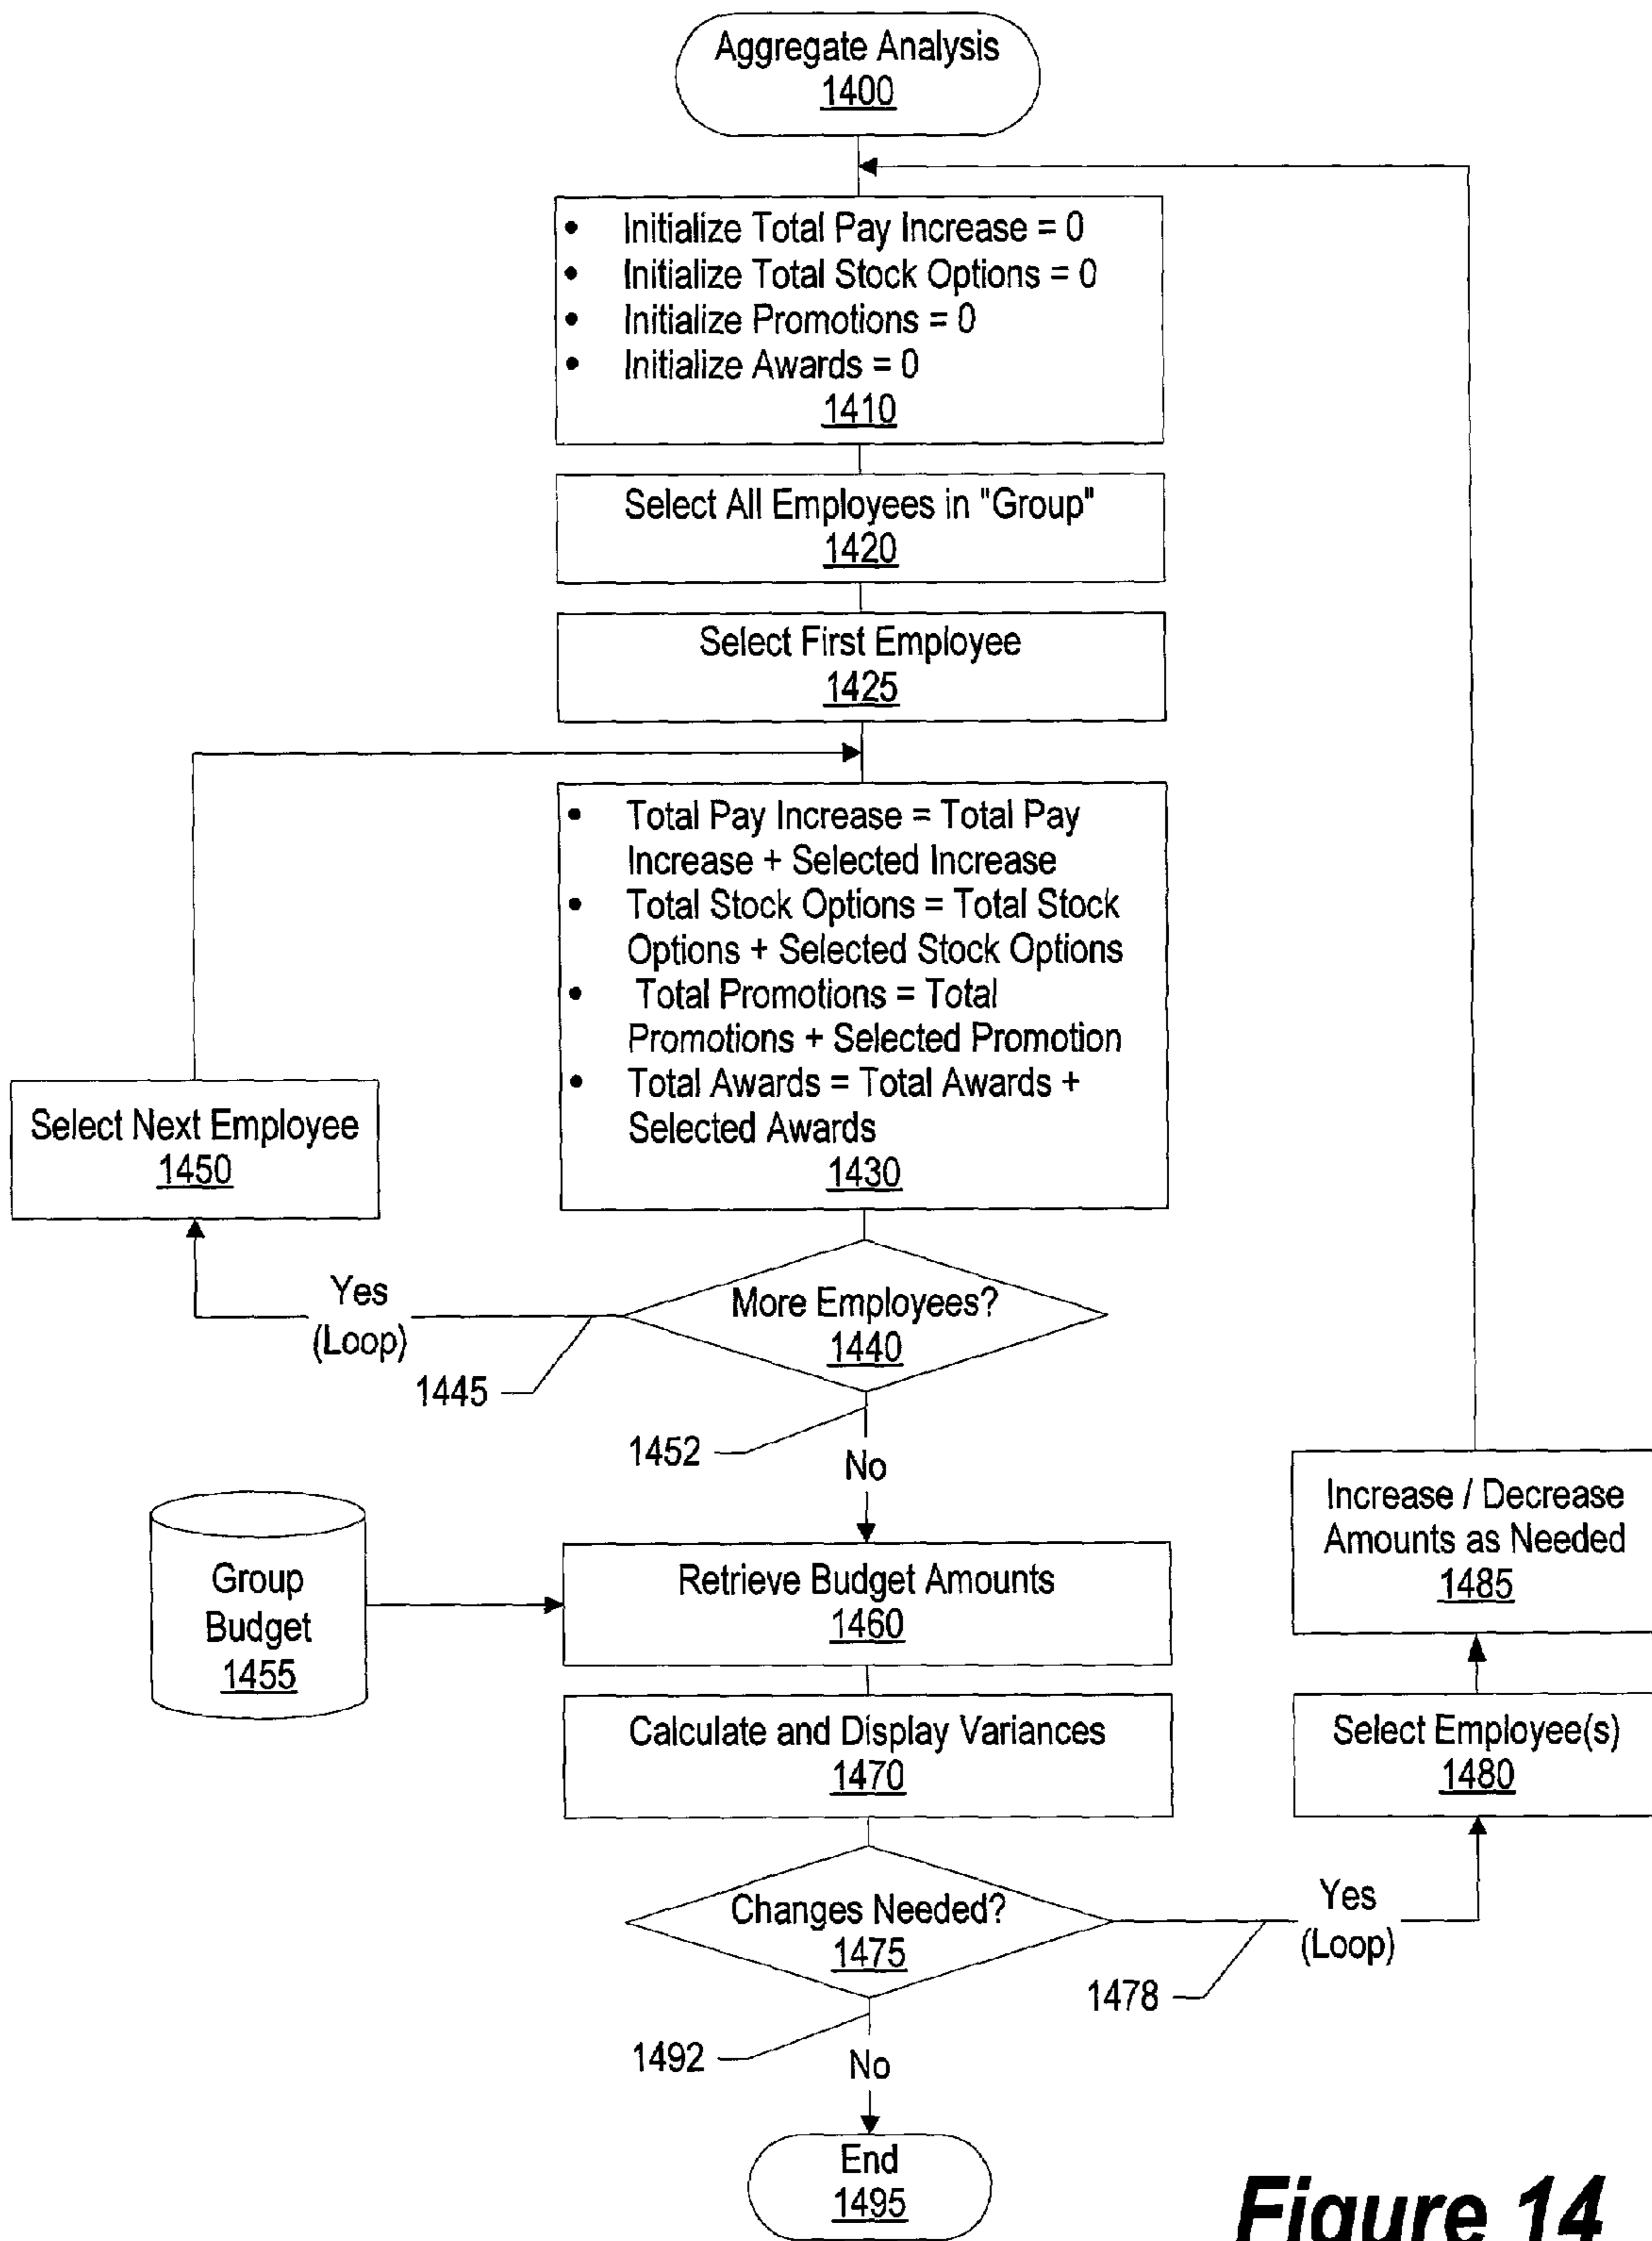 Aggregate Analysis
1400
• Initialize Total Pay Increase = 0
• Initialize Total Stock Options = 0
• Initialize Promotions = 0
• Initialize Awards = 0
1410
Select All Employees in "Group"
1420
Select First Employee
1425
• Total Pay Increase = Total Pay
Increase + Selected Increase
• Total Stock Options = Total Stock
Options + Selected Stock Options
• Total Promotions = Total
Promotions + Selected Promotion
• Total Awards = Total Awards +
Selected Awards
1430
Select Next Employee
1450
Yes
(Loop)
1445
More Employees?
1440
1452
No
Group
Budget
1455
Retrieve Budget Amounts
1460
Increase / Decrease
Amounts as Needed
1485
Calculate and Display Variances
1470
Select Employee(s)
1480
Changes Needed?
1475
Yes
(Loop)
1478
1492
No
End
1495
Figure 14